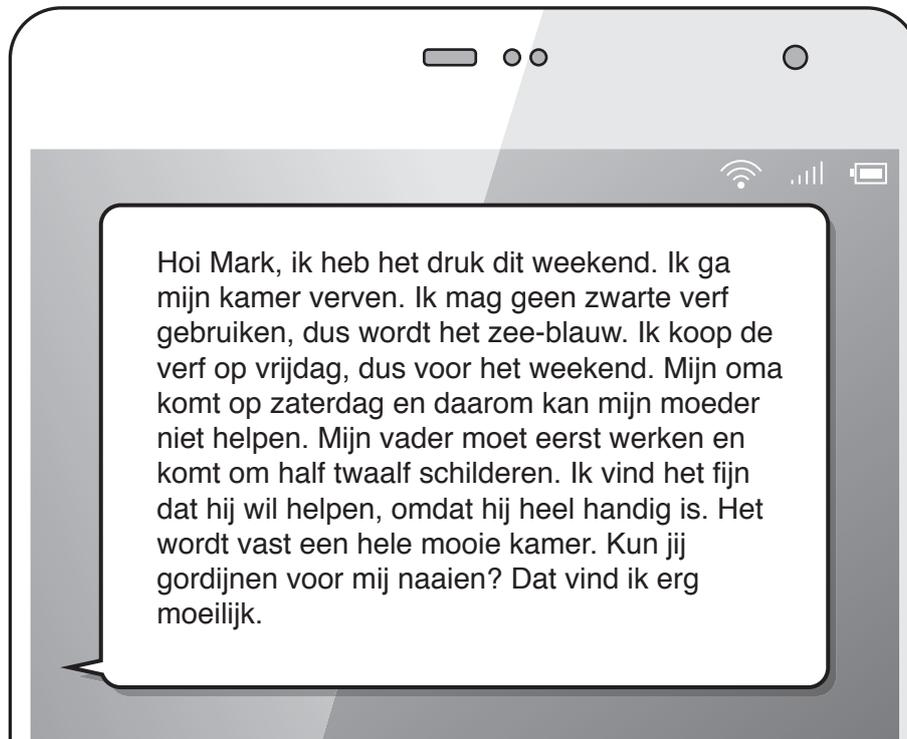 Hoi Mark, ik heb het druk dit weekend. Ik ga
mijn kamer verven. Ik mag geen zwarte verf
gebruiken, dus wordt het zee-blauw. Ik koop de
verf op vrijdag, dus voor het weekend. Mijn oma
komt op zaterdag en daarom kan mijn moeder
niet helpen. Mijn vader moet eerst werken en
komt om half twaalf schilderen. Ik vind het fijn
dat hij wil helpen, omdat hij heel handig is. Het
wordt vast een hele mooie kamer. Kun jij
gordijnen voor mij naaien? Dat vind ik erg
moeilijk.